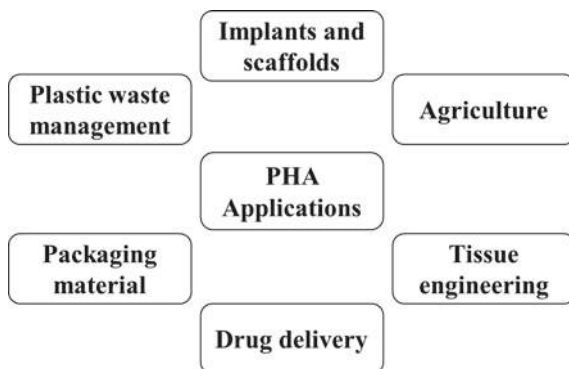 Implants and
scaffolds
Plastic waste
management
Agriculture
PHA
Applications
Packaging
material
Tissue
engineering
Drug delivery